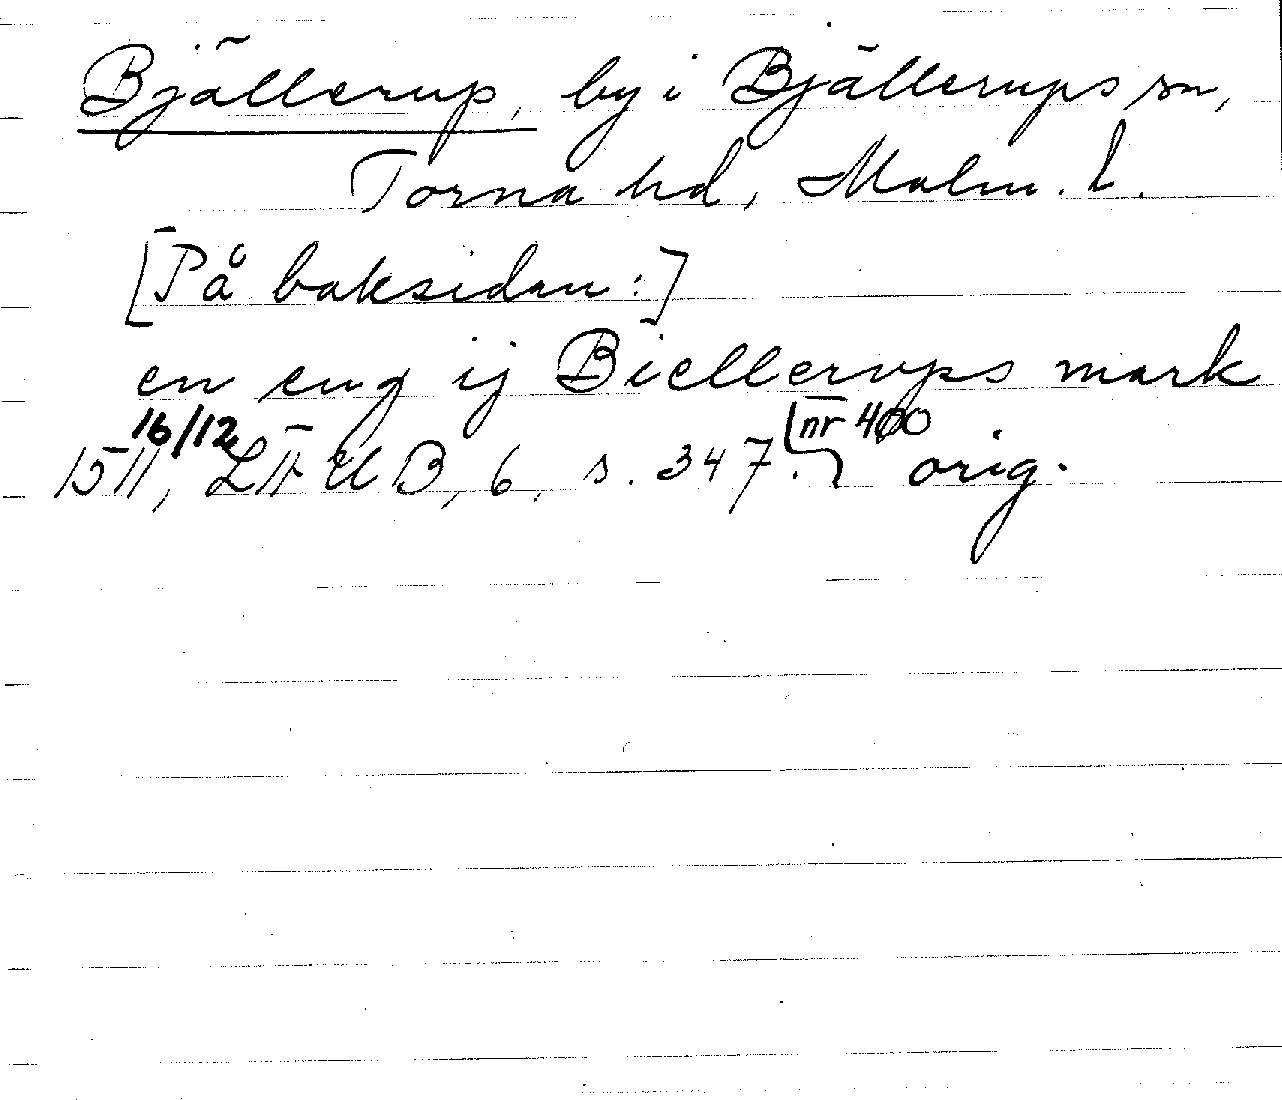 Bjällerup, by i Bjällerups sn,
Torna hd, Malm. l.
[På baksidan:]
en eng ij Biellerups mark
16/12 nr 400
1511, LÄUB, 6, s. 347. orig.